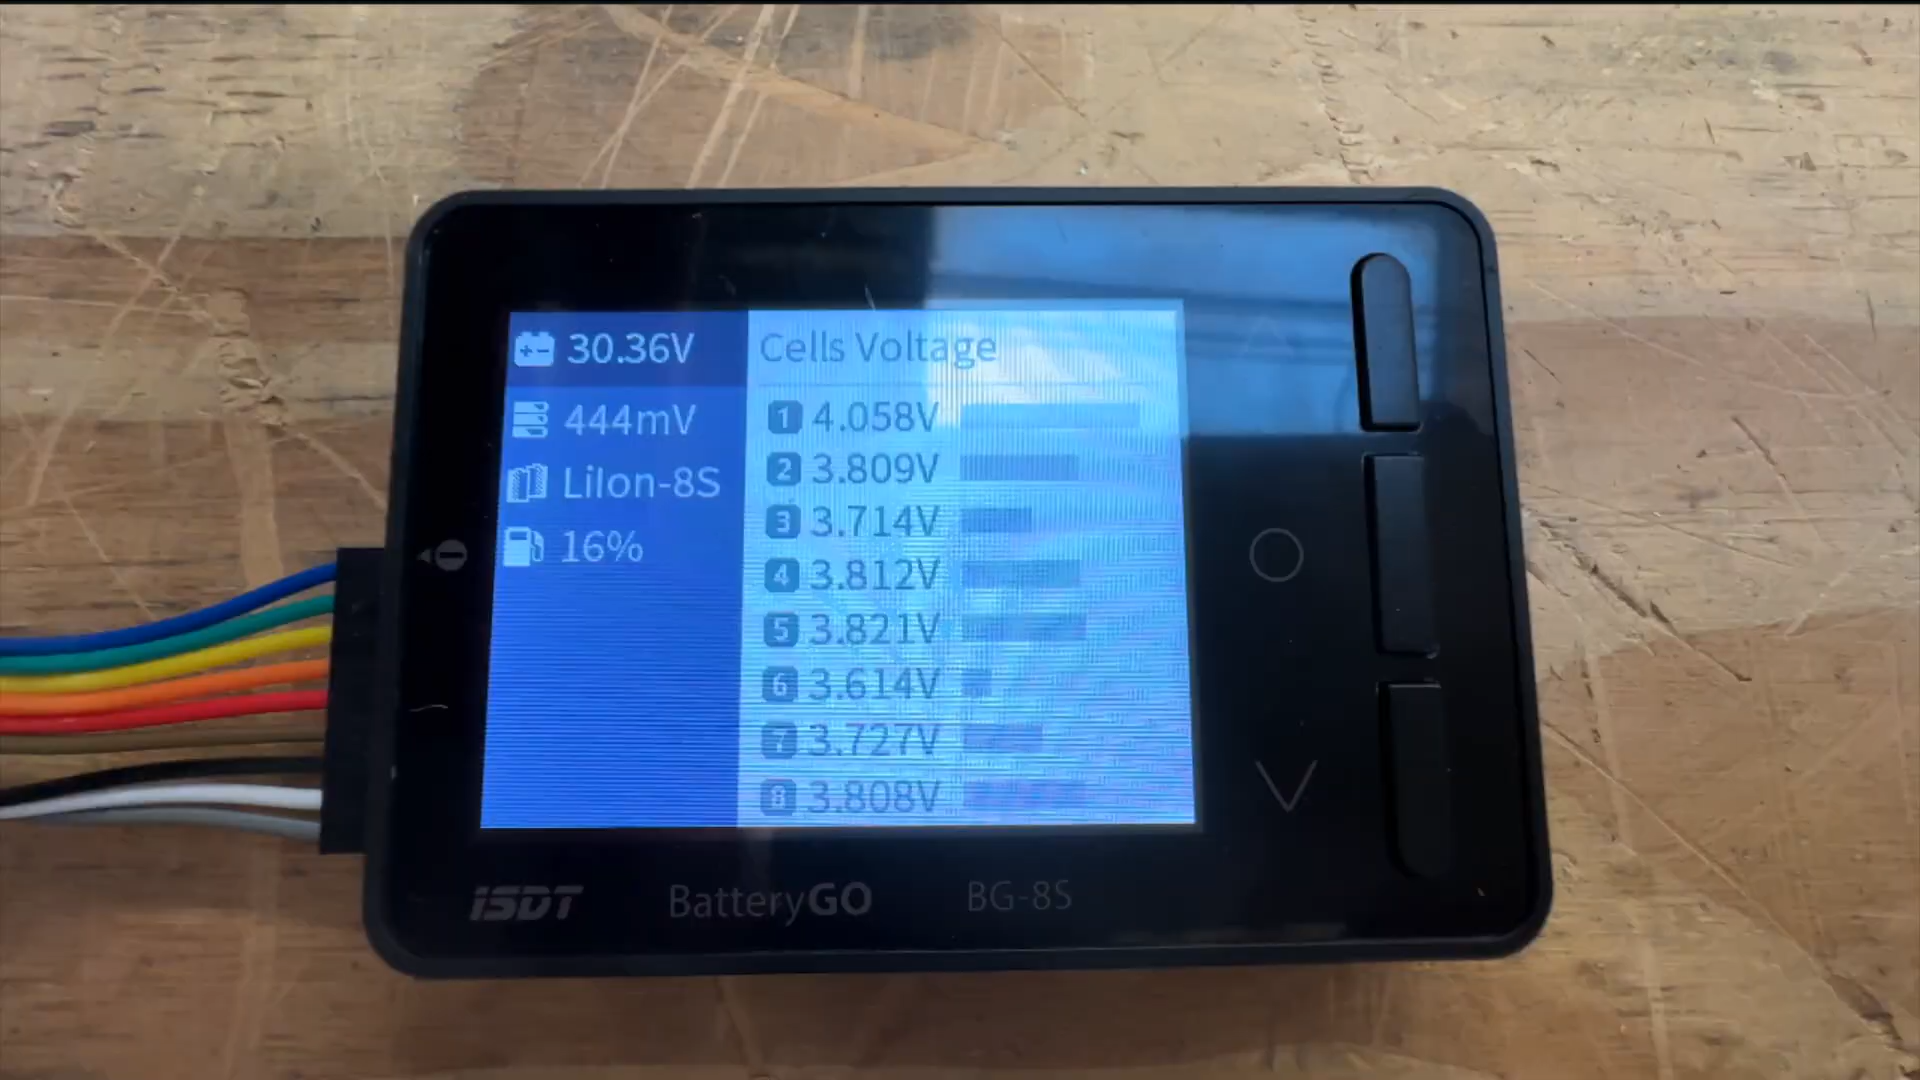 30.36V
444mV
LiIon-8S
16%
Cells Voltage
1 4.058V
2 3.809V
3 3.714V
4 3.812V
5 3.821V
6 3.614V
7 3.727V
8 3.808V
ISDT BatteryGO BG-8S